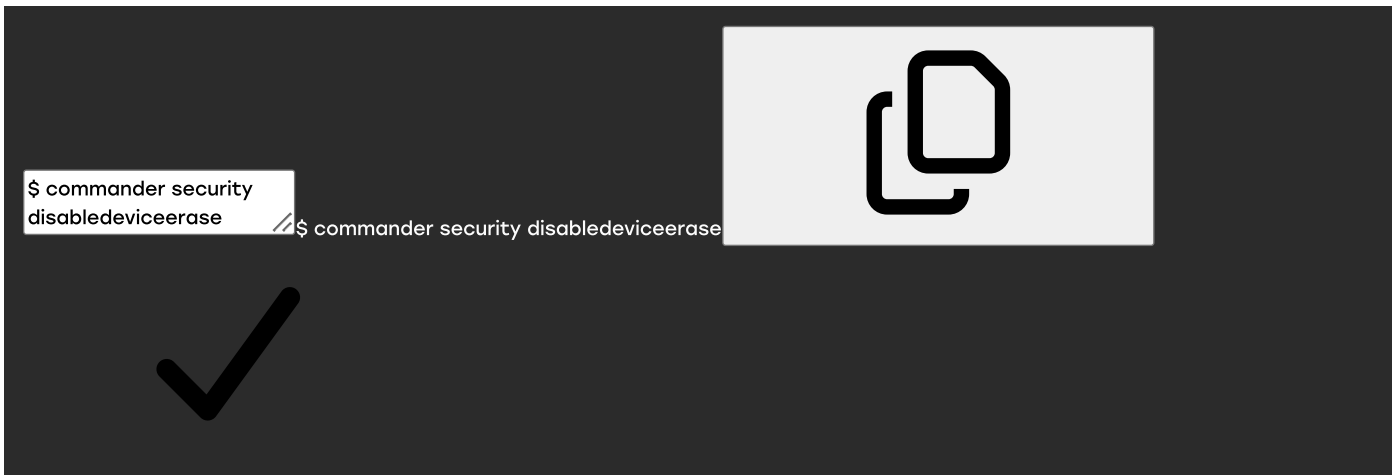 $ commander security
disabledeviceerase
$ commander security disabledeviceerase